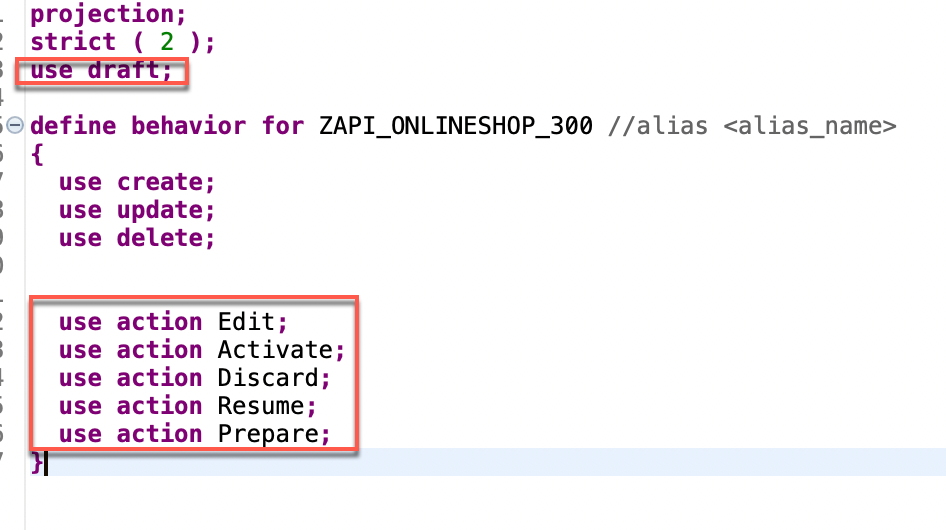 projection;
strict ( 2 );
use draft;
define behavior for ZAPI_ONLINESHOP_300 //alias <alias_name>
{
use create;
use update;
use delete;
use action Edit;
use action Activate;
use action Discard;
use action Resume;
use action Prepare;
}